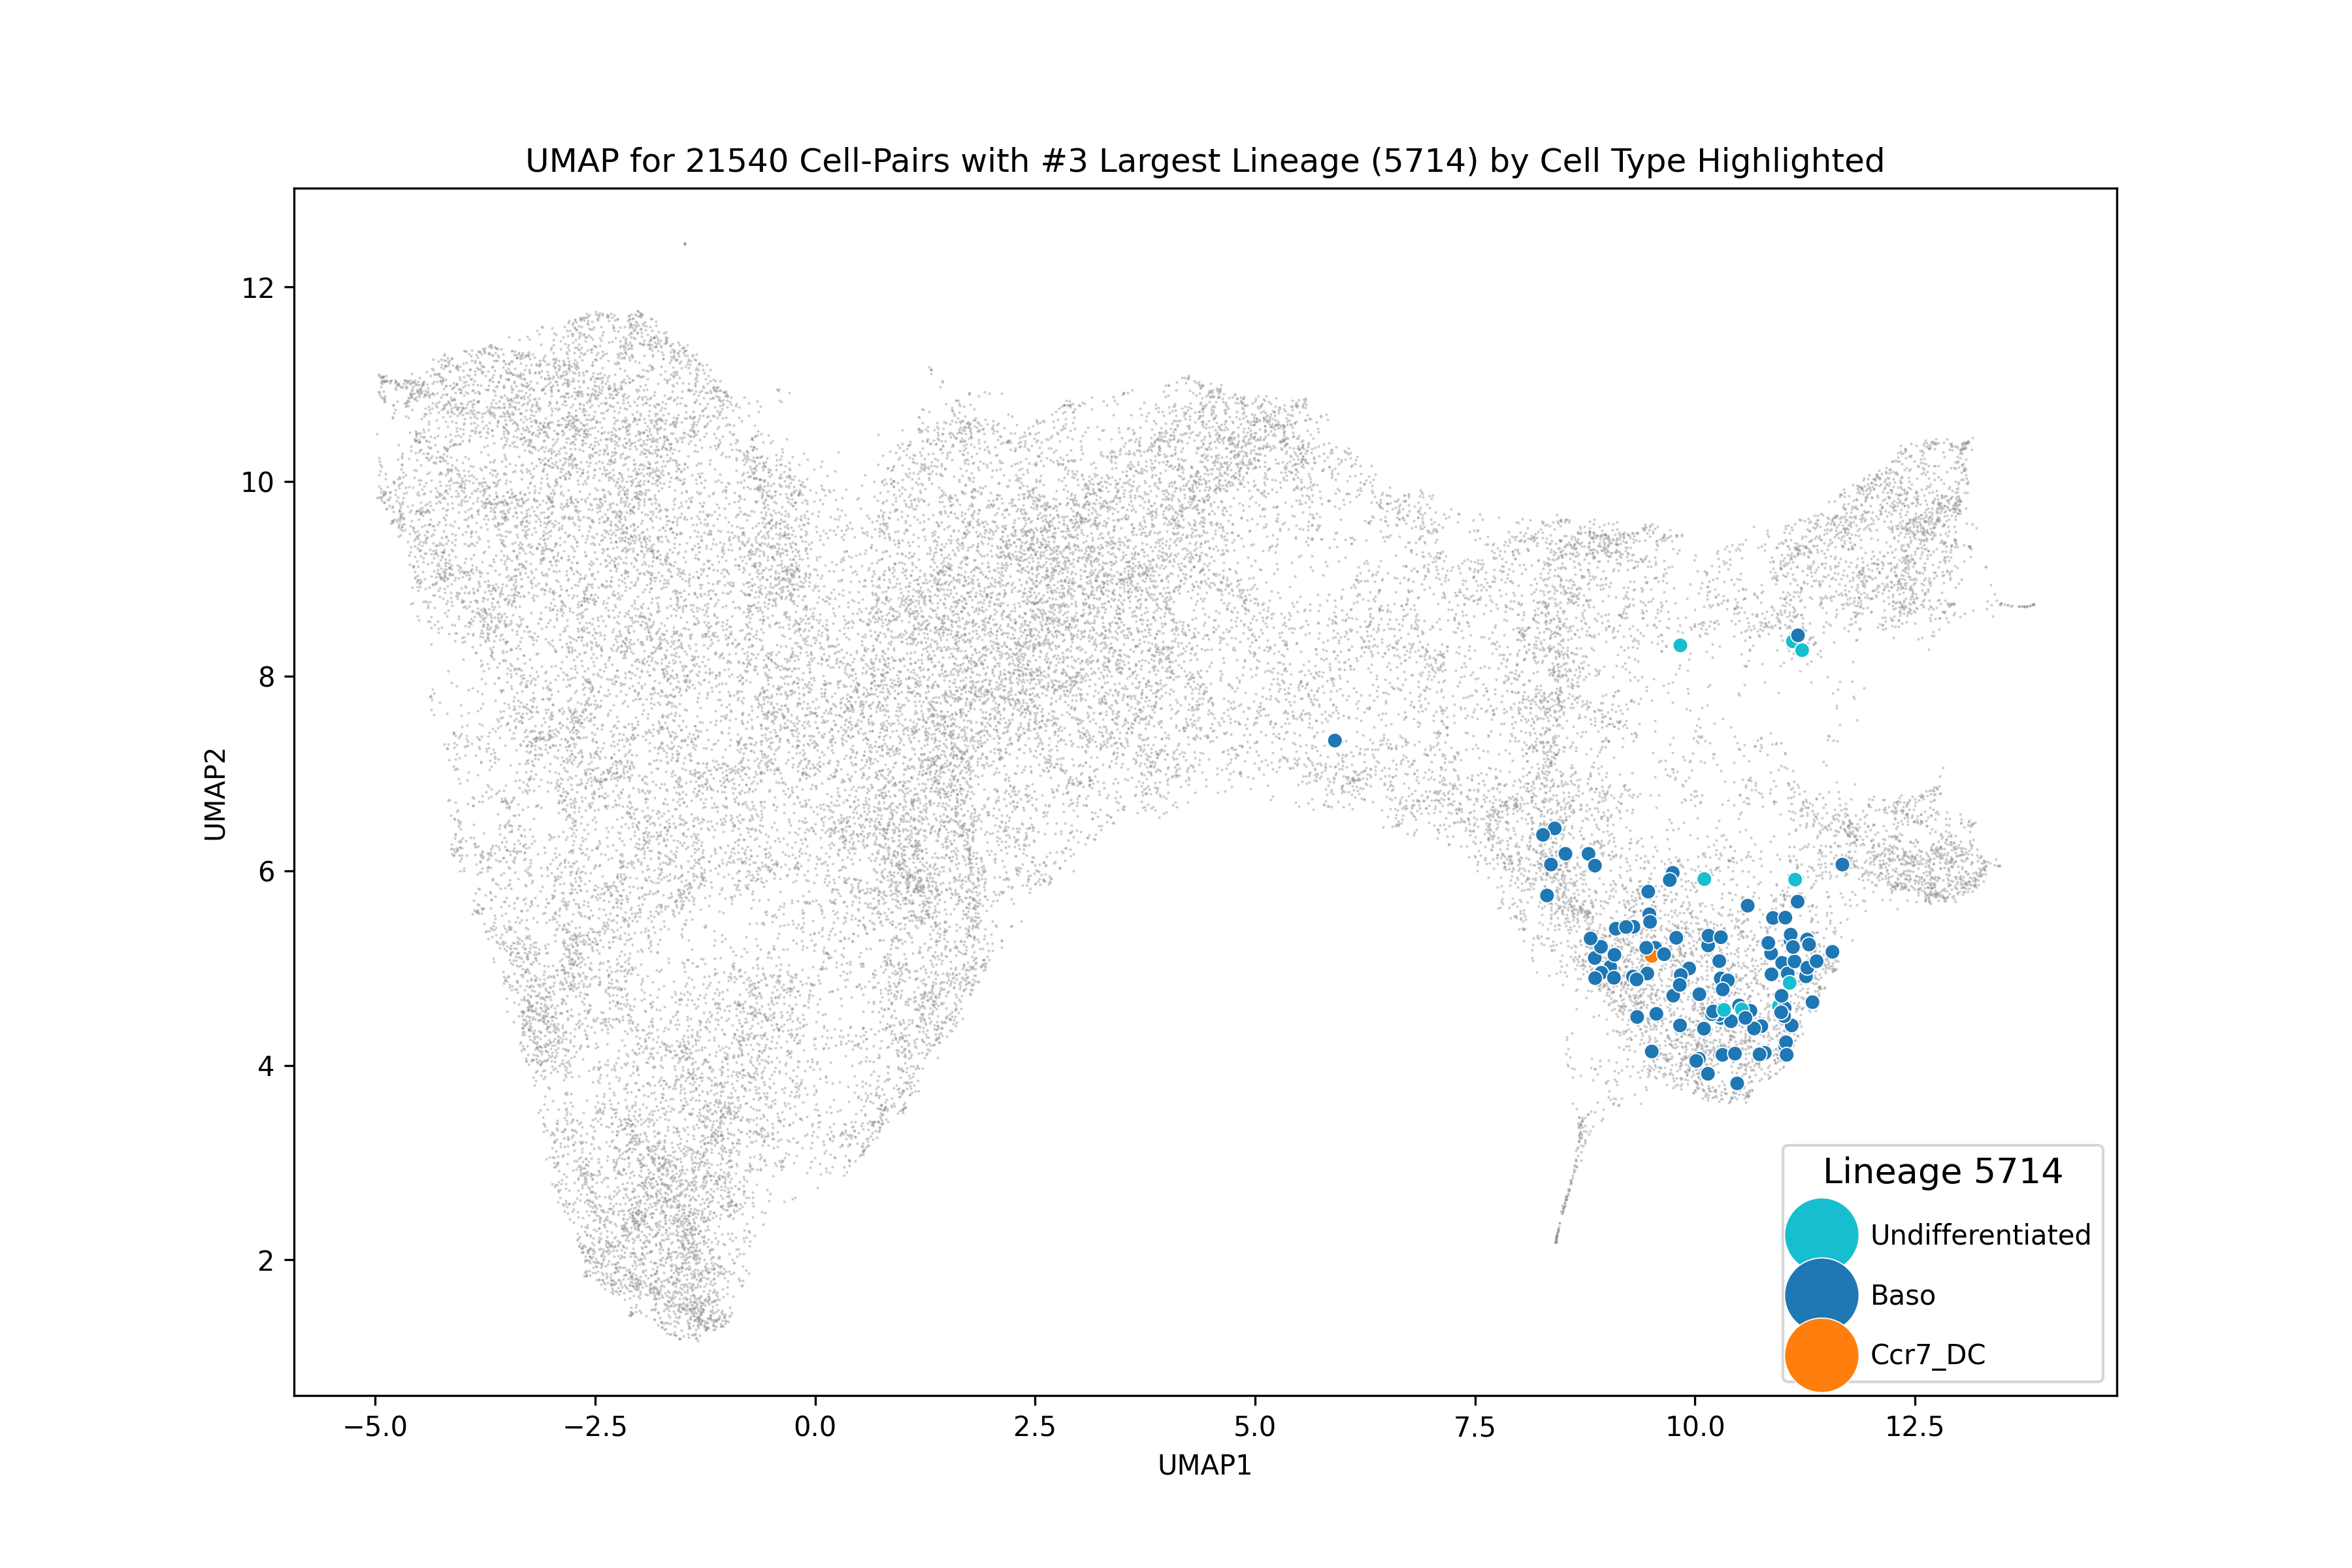 UMAP for 21540 Cell-Pairs with #3 Largest Lineage (5714) by Cell Type Highlighted
12
10
8
6
4
2
UMAP2
Lineage 5714
Undifferentiated
Baso
Ccr7_DC
−5.0 −2.5 0.0 2.5 5.0 7.5 10.0 12.5
UMAP1